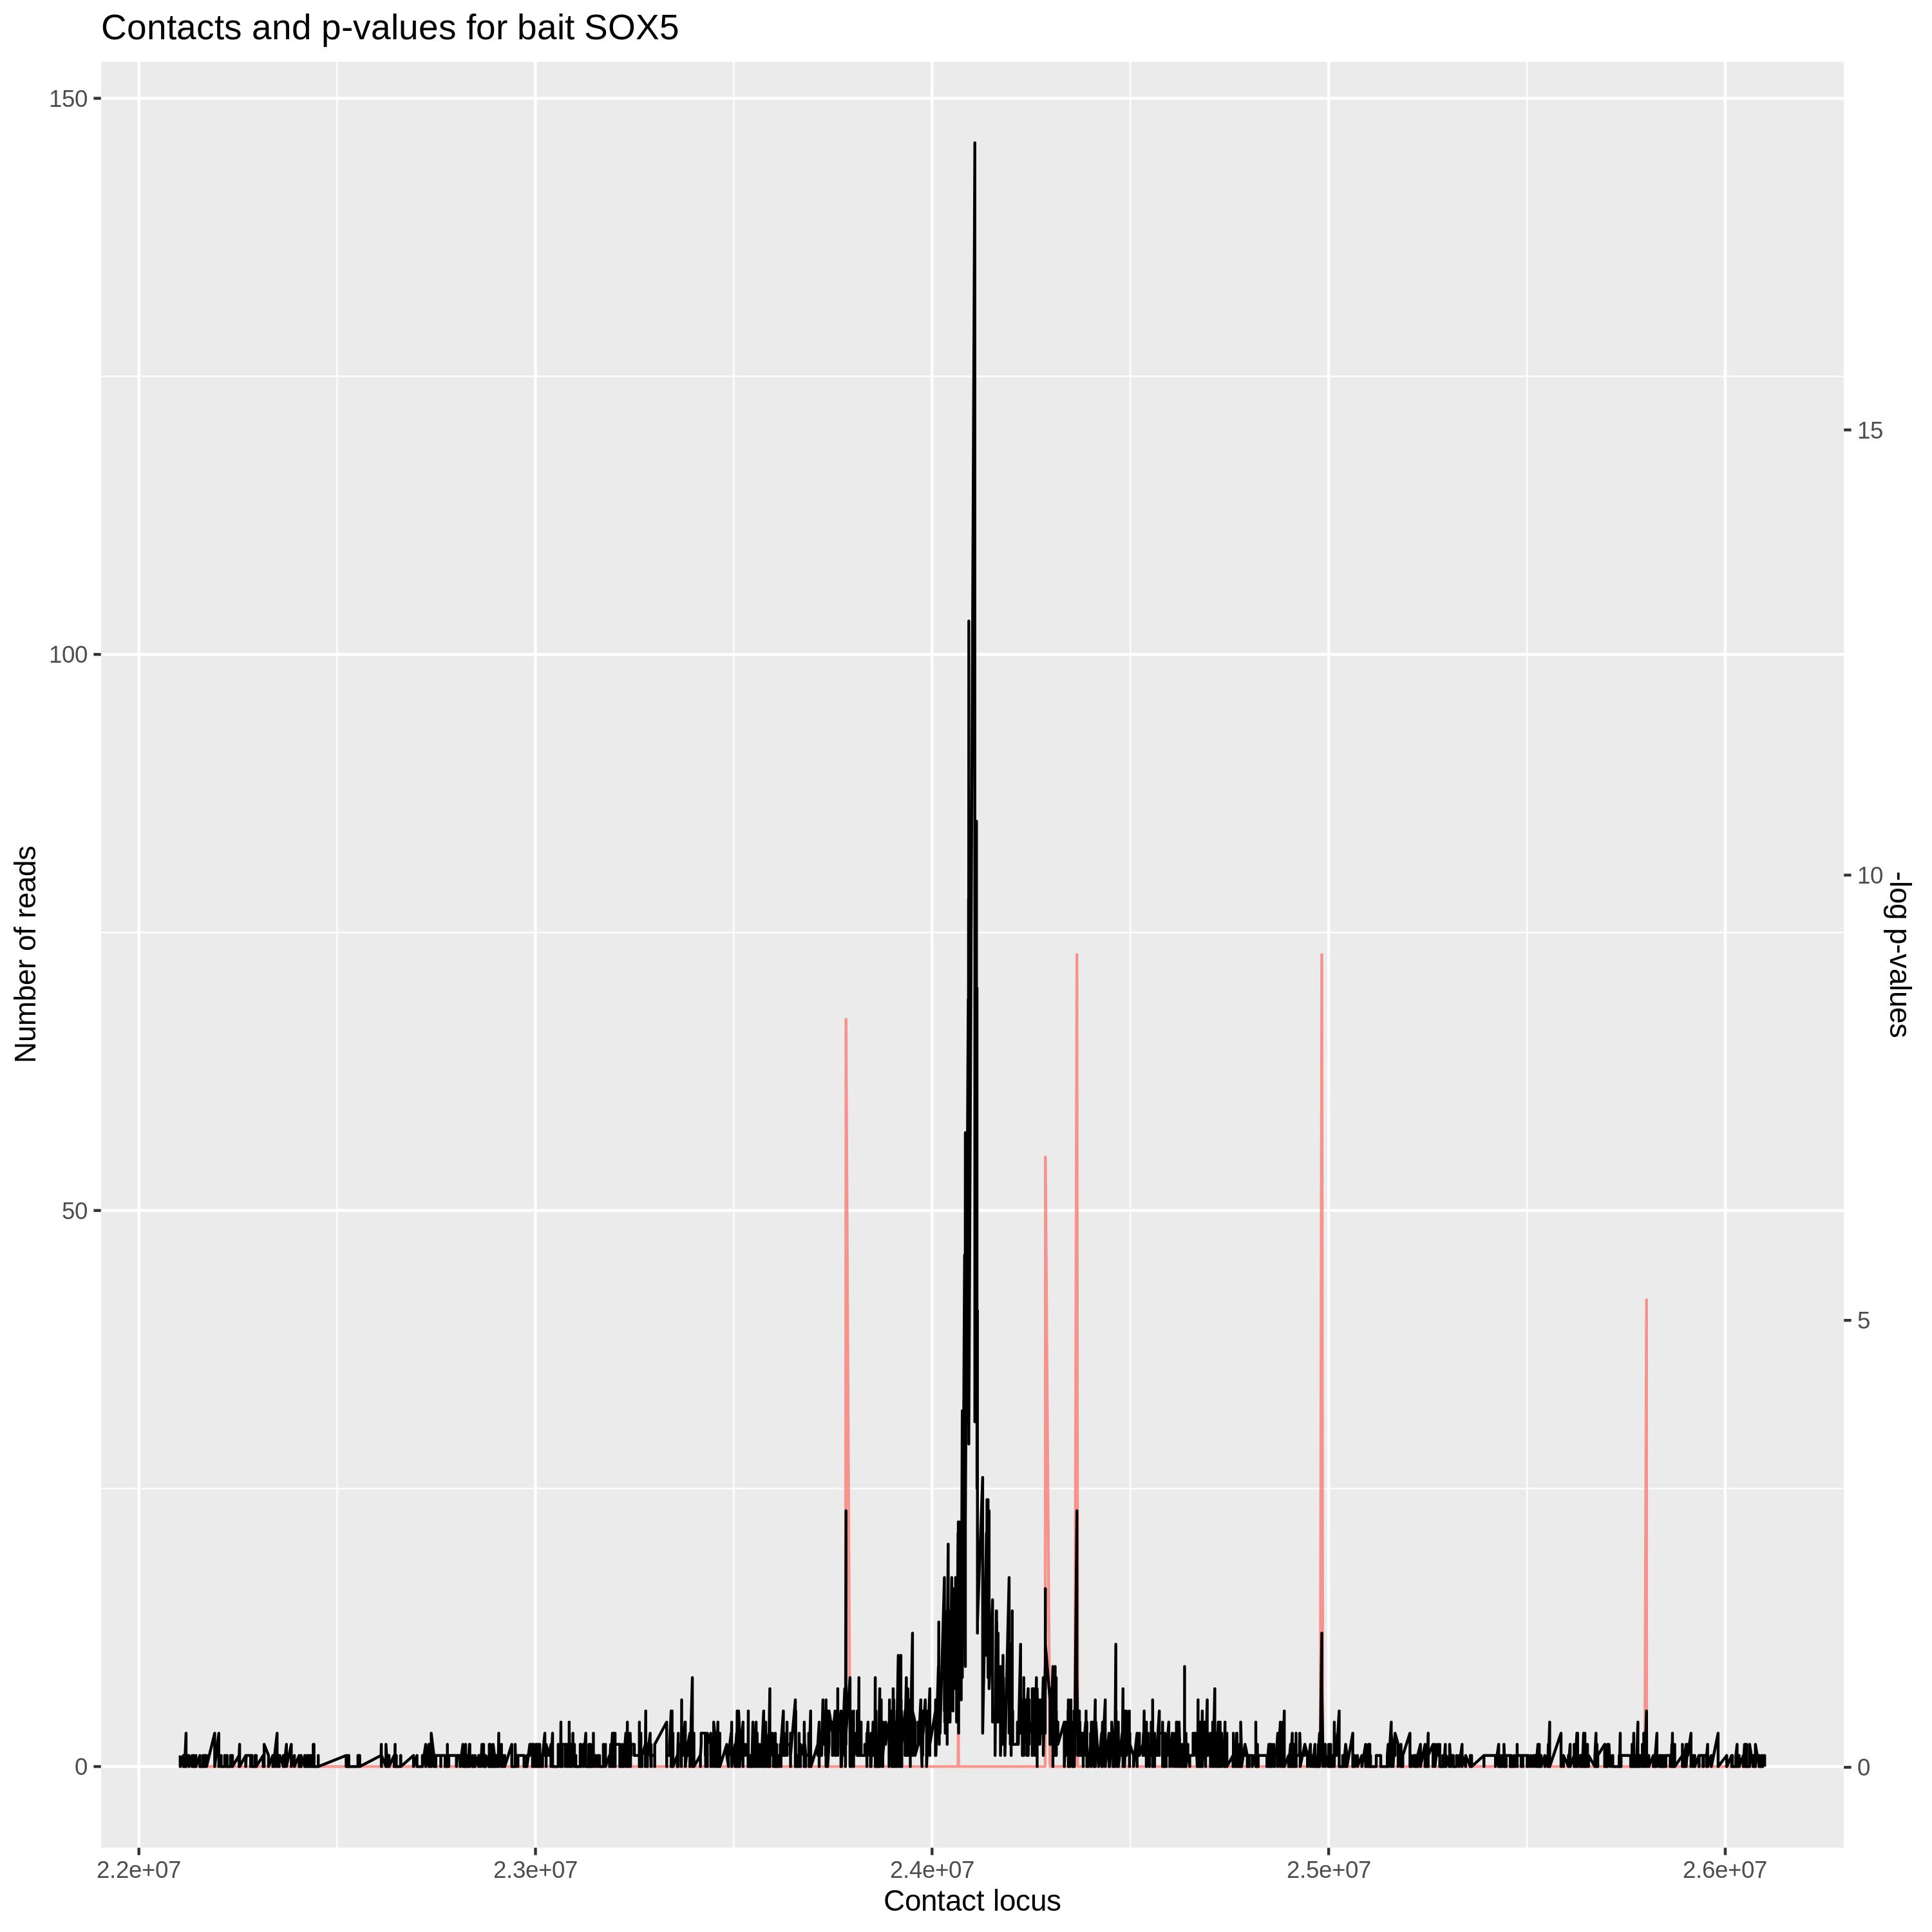 Contacts and p-values for bait SOX5
150
100
50
0
Number of reads
15
10
5
0
-log p-values
2.2e+07
2.3e+07
2.4e+07
2.5e+07
2.6e+07
Contact locus